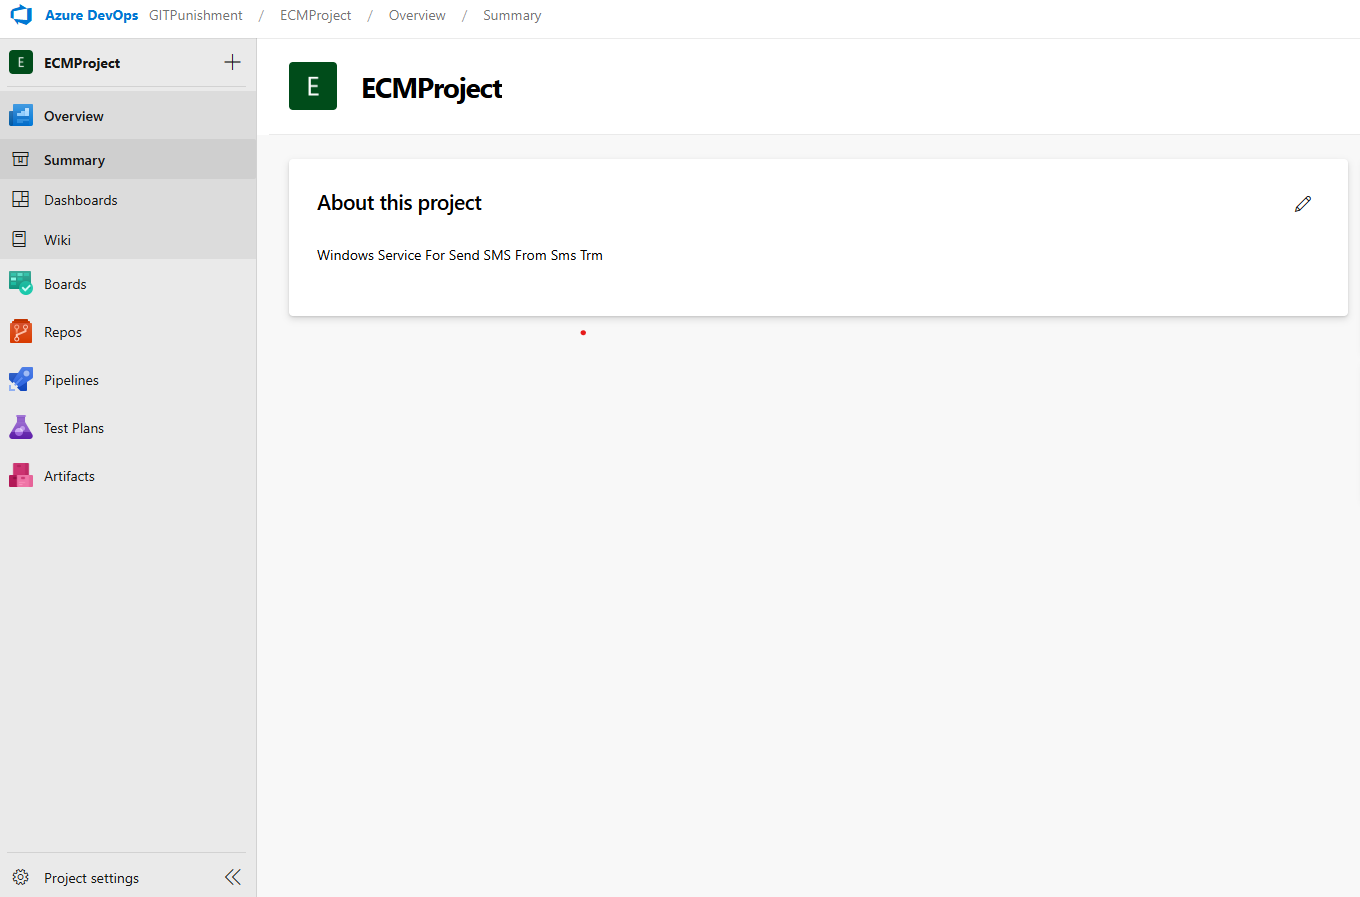 Azure DevOps GITPunishment / ECMProject / Overview / Summary
E ECMProject
Overview
Summary
Dashboards
Wiki
Boards
Repos
Pipelines
Test Plans
Artifacts
Project settings
E ECMProject
About this project
Windows Service For Send SMS From Sms Trm